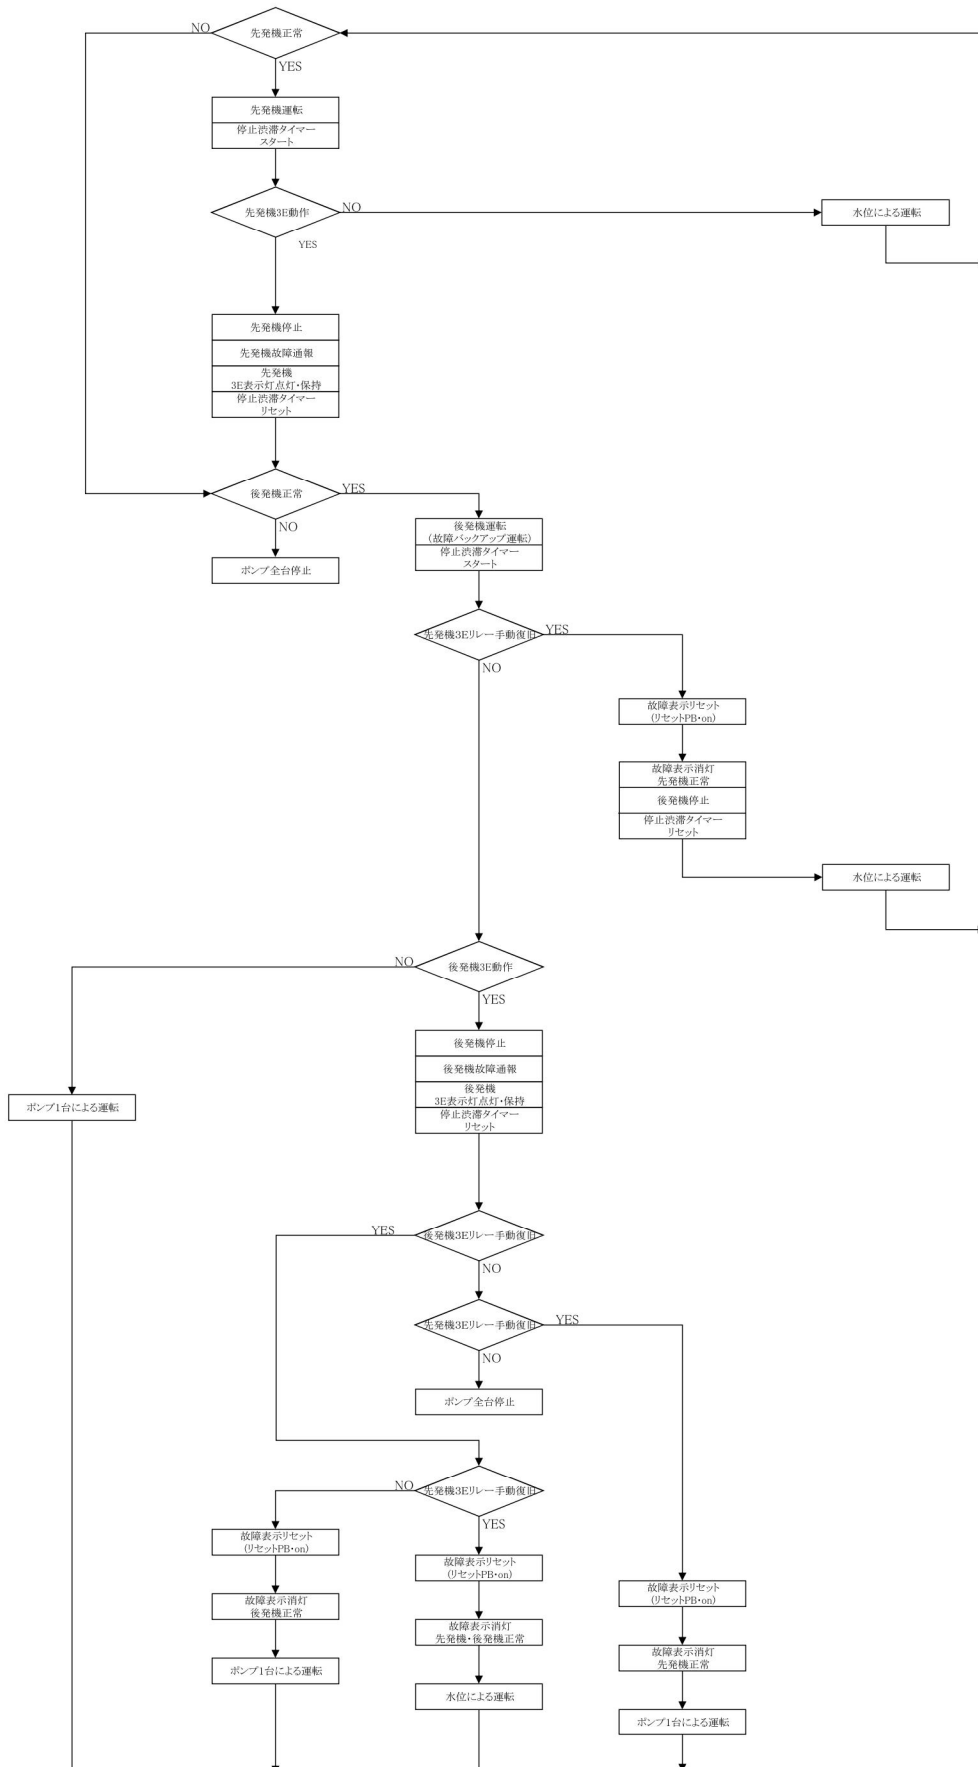 NO
先発機正常
YES
先発機運転
停止渋滞タイマー
スタート
先発機3E動作
NO
水位による運転
YES
先発機停止
先発機故障通報
先発機
3E表示灯点灯・保持
停止渋滞タイマー
リセット
後発機正常
YES
NO
後発機運転
(故障バックアップ運転)
停止渋滞タイマー
スタート
ポンプ全台停止
先発機3Eリレー手動復旧
YES
NO
故障表示リセット
(リセットPB・on)
故障表示消灯
先発機正常
後発機停止
停止渋滞タイマー
リセット
水位による運転
NO
後発機3E動作
YES
後発機停止
後発機故障通報
後発機
3E表示灯点灯・保持
停止渋滞タイマー
リセット
ポンプ1台による運転
YES
後発機3Eリレー手動復旧
NO
先発機3Eリレー手動復旧
YES
NO
ポンプ全台停止
NO
先発機3Eリレー手動復旧
YES
故障表示リセット
(リセットPB・on)
故障表示リセット
(リセットPB・on)
故障表示リセット
(リセットPB・on)
故障表示消灯
後発機正常
故障表示消灯
先発機・後発機正常
故障表示消灯
先発機正常
ポンプ1台による運転
水位による運転
ポンプ1台による運転